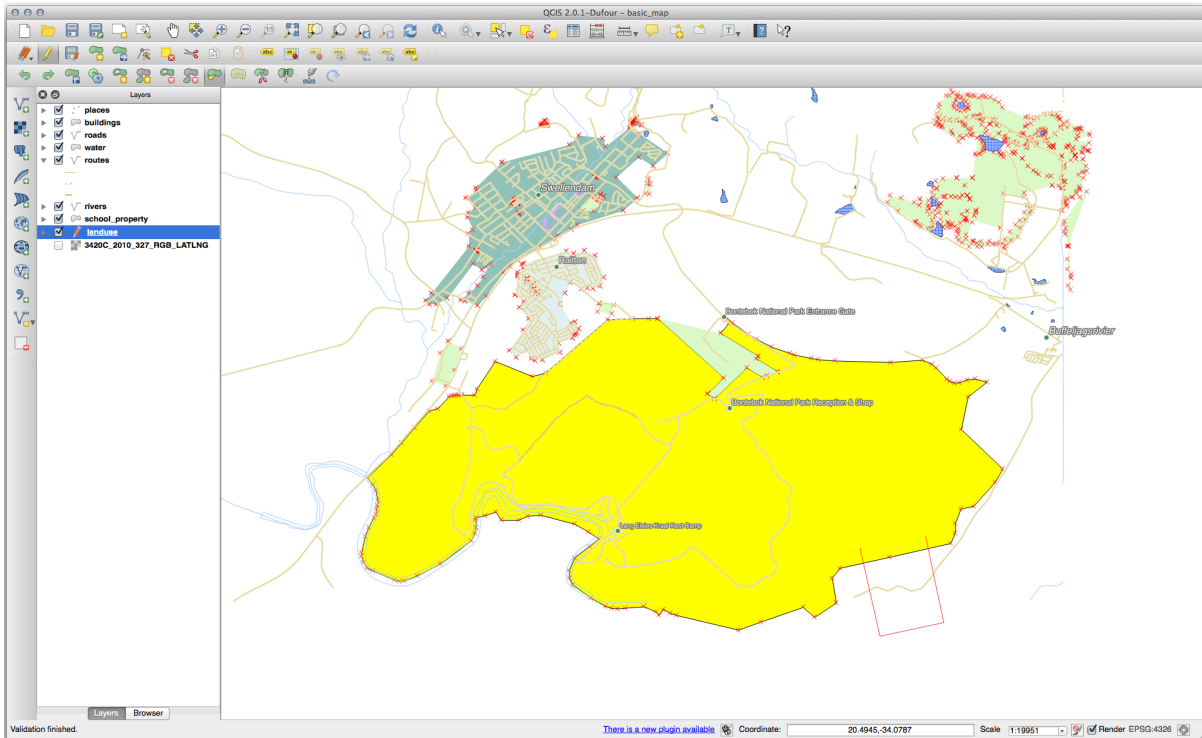 QGIS 2.0.1-Dufour – basic_map
Layers
places
buildings
roads
water
routes
rivers
school_property
landuse
3420C_2010_327_RGB_LATLNG
Swellendam
Railton
Bontebok National Park Entrance Gate
Buffeljagsrivier
Bontebok National Park Reception & Shop
Lang Elsies Kraal Rest Camp
Layers Browser
Validation finished. There is a new plugin available Coordinate: 20.4945,-34.0787 Scale 1:19951 Render EPSG:4326